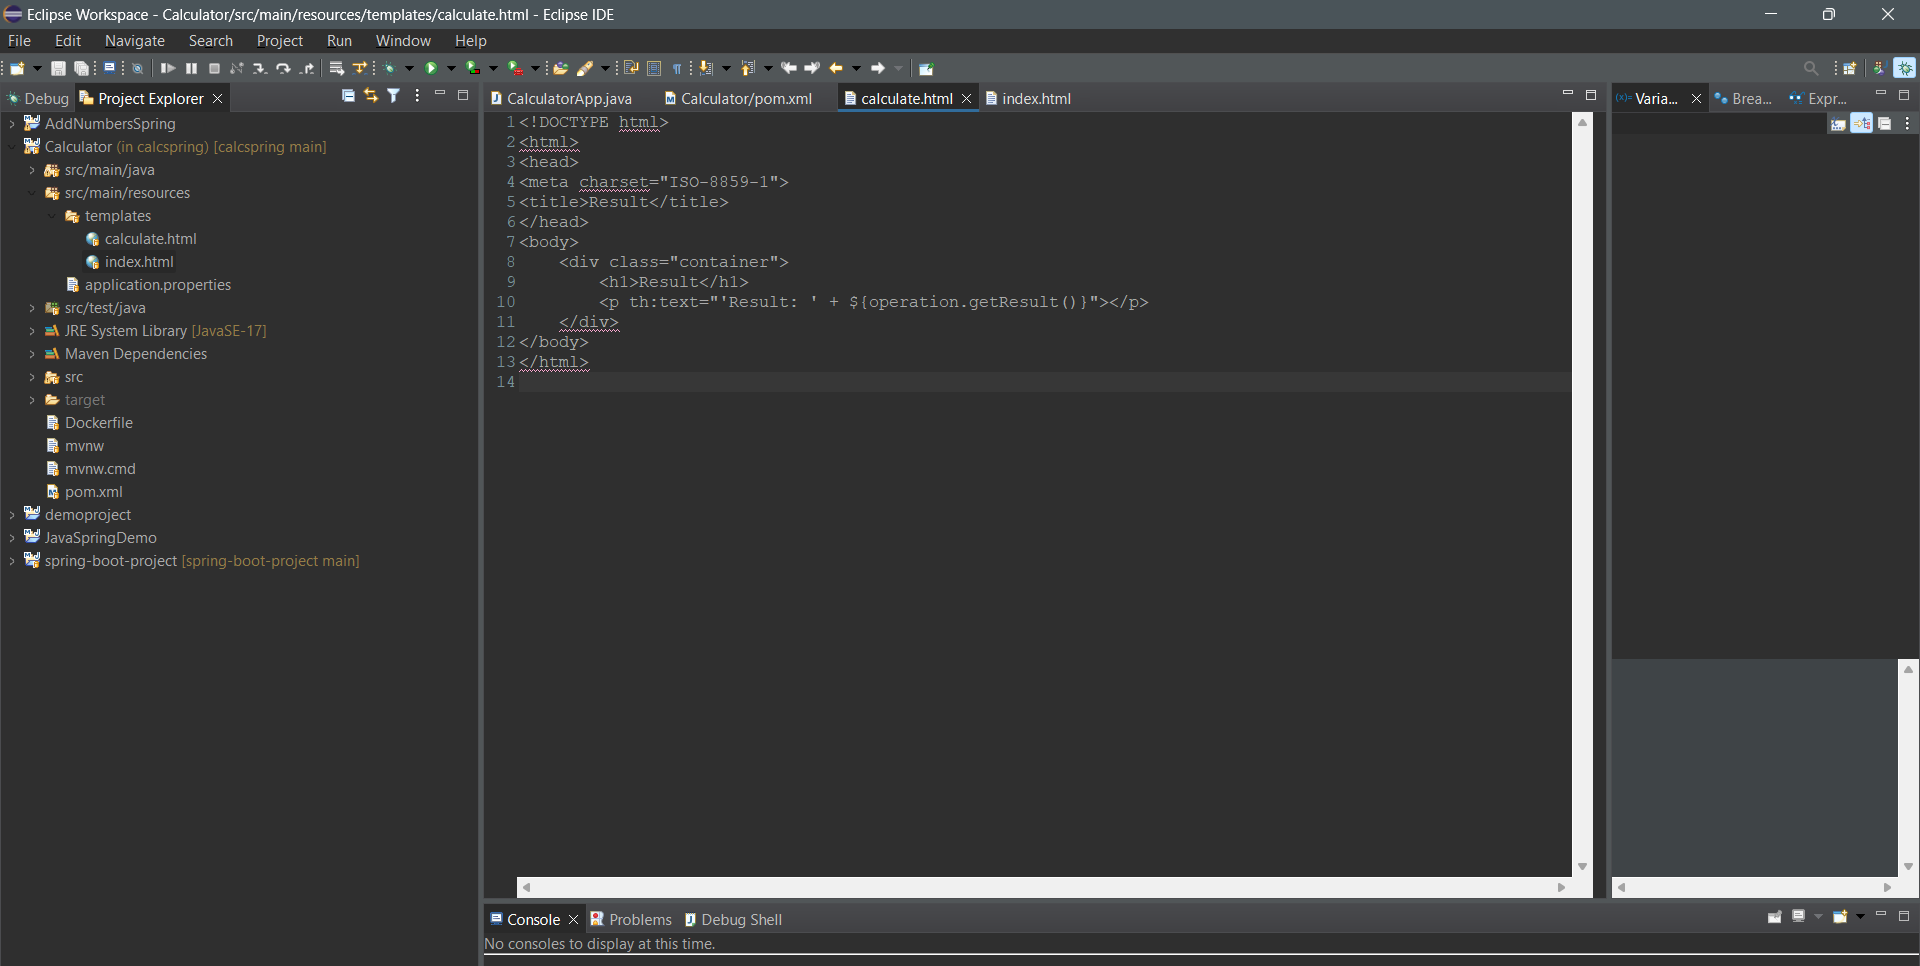 Eclipse Workspace - Calculator/src/main/resources/templates/calculate.html - Eclipse IDE
File Edit Navigate Search Project Run Window Help
Debug Project Explorer
AddNumbersSpring
Calculator (in calcspring) [calcspring main]
src/main/java
src/main/resources
templates
calculate.html
index.html
application.properties
src/test/java
JRE System Library [JavaSE-17]
Maven Dependencies
src
target
Dockerfile
mvnw
mvnw.cmd
pom.xml
demoproject
JavaSpringDemo
spring-boot-project [spring-boot-project main]
CalculatorApp.java Calculator/pom.xml calculate.html index.html
1 <!DOCTYPE html>
2 <html>
3 <head>
4 <meta charset="ISO-8859-1">
5 <title>Result</title>
6 </head>
7 <body>
8     <div class="container">
9         <h1>Result</h1>
10         <p th:text="'Result: ' + ${operation.getResult()}"></p>
11     </div>
12 </body>
13 </html>
14
(x)= Varia... Brea... Expr...
Console Problems Debug Shell
No consoles to display at this time.